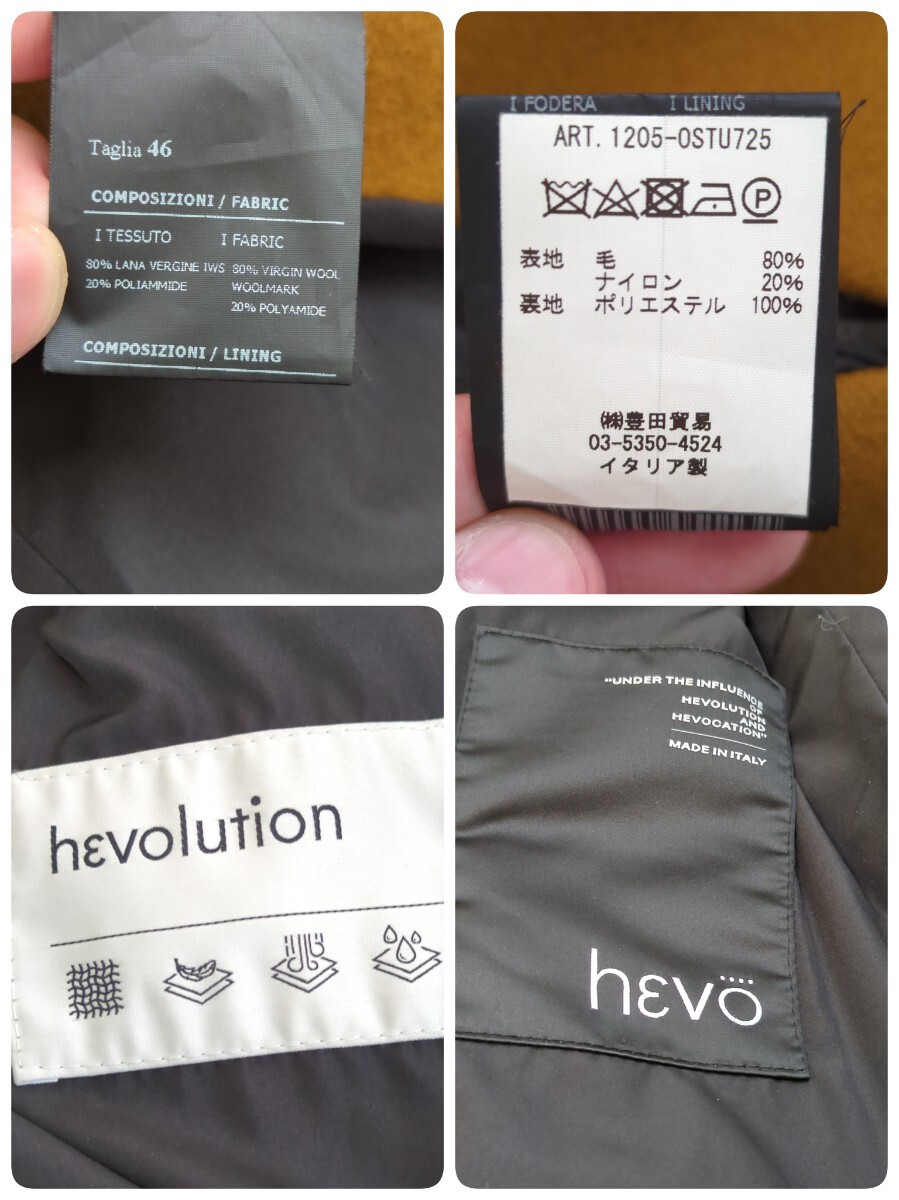 Taglia 46
COMPOSIZIONI / FABRIC
I TESSUTO I FABRIC
80% LANA VERGINE IWS 80% VIRGIN WOOL
20% POLIAMMIDE WOOLMARK
20% POLYAMIDE
COMPOSIZIONI / LINING
I FODERA I LINING
ART. 1205-OSTU725
P
表地 毛 80%
ナイロン 20%
裏地 ポリエステル 100%
㈱豊田貿易
03-5350-4524
イタリア製
hεvolution
"UNDER THE INFLUENCE
OF
HEVOLUTION
AND
HEVOCATION"
MADE IN ITALY
hεvo